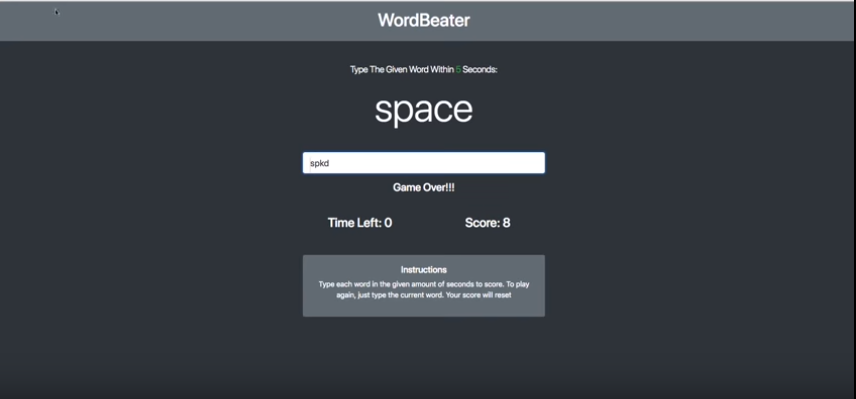 WordBeater
Type The Given Word Within 5 Seconds:
space
spkd
Game Over!!!
Time Left: 0
Score: 8
Instructions
Type each word in the given amount of seconds to score. To play
again, just type the current word. Your score will reset